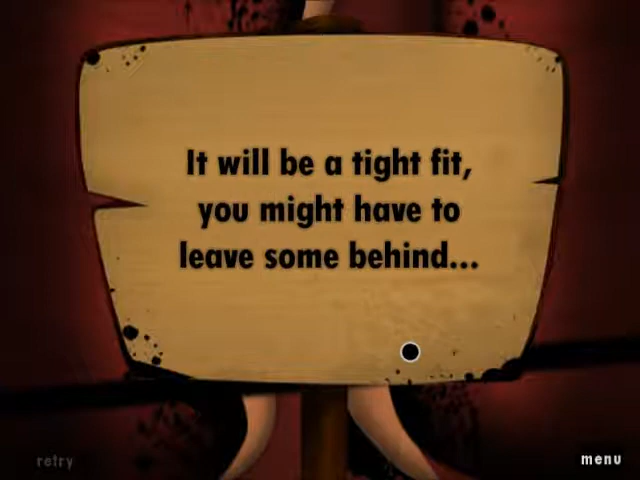 It will be a tight fit,
you might have to
leave some behind...
retry
menu